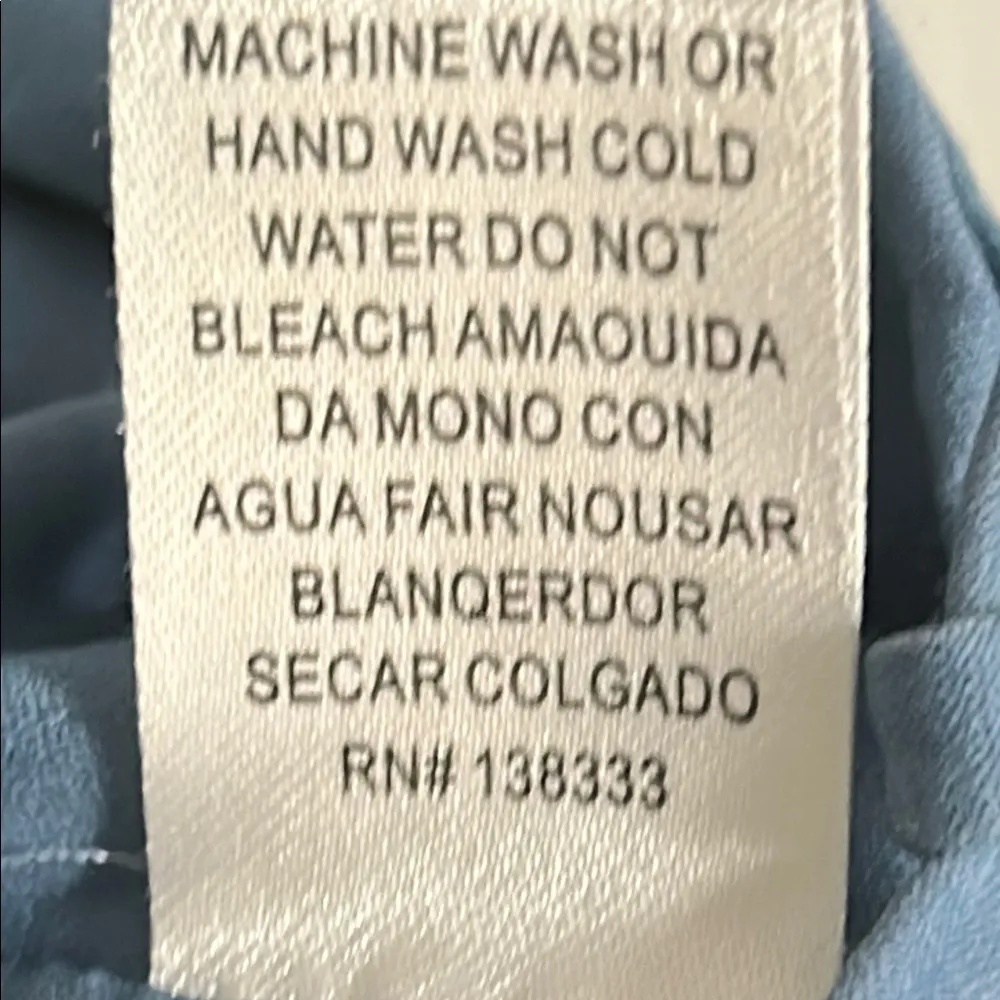 MACHINE WASH OR
HAND WASH COLD
WATER DO NOT
BLEACH AMAOUIDA
DA MONO CON
AGUA FAIR NOUSAR
BLANQERDOR
SECAR COLGADO
RN# 138333